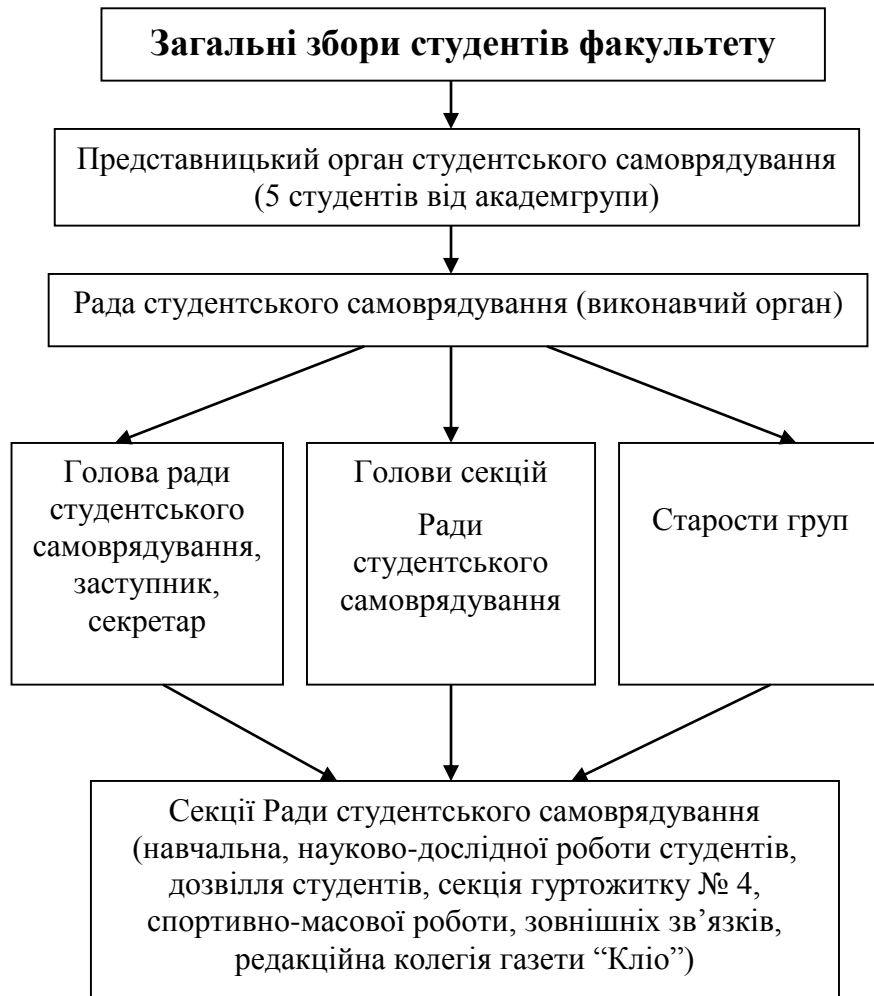 Загальні збори студентів факультету
Представницький орган студентського самоврядування
(5 студентів від академгрупи)
Рада студентського самоврядування (виконавчий орган)
Голова ради
студентського
самоврядування,
заступник,
секретар
Голови секцій
Ради
студентського
самоврядування
Старости груп
Секції Ради студентського самоврядування
(навчальна, науково-дослідної роботи студентів,
дозвілля студентів, секція гуртожитку № 4,
спортивно-масової роботи, зовнішніх зв’язків,
редакційна колегія газети “Кліо”)